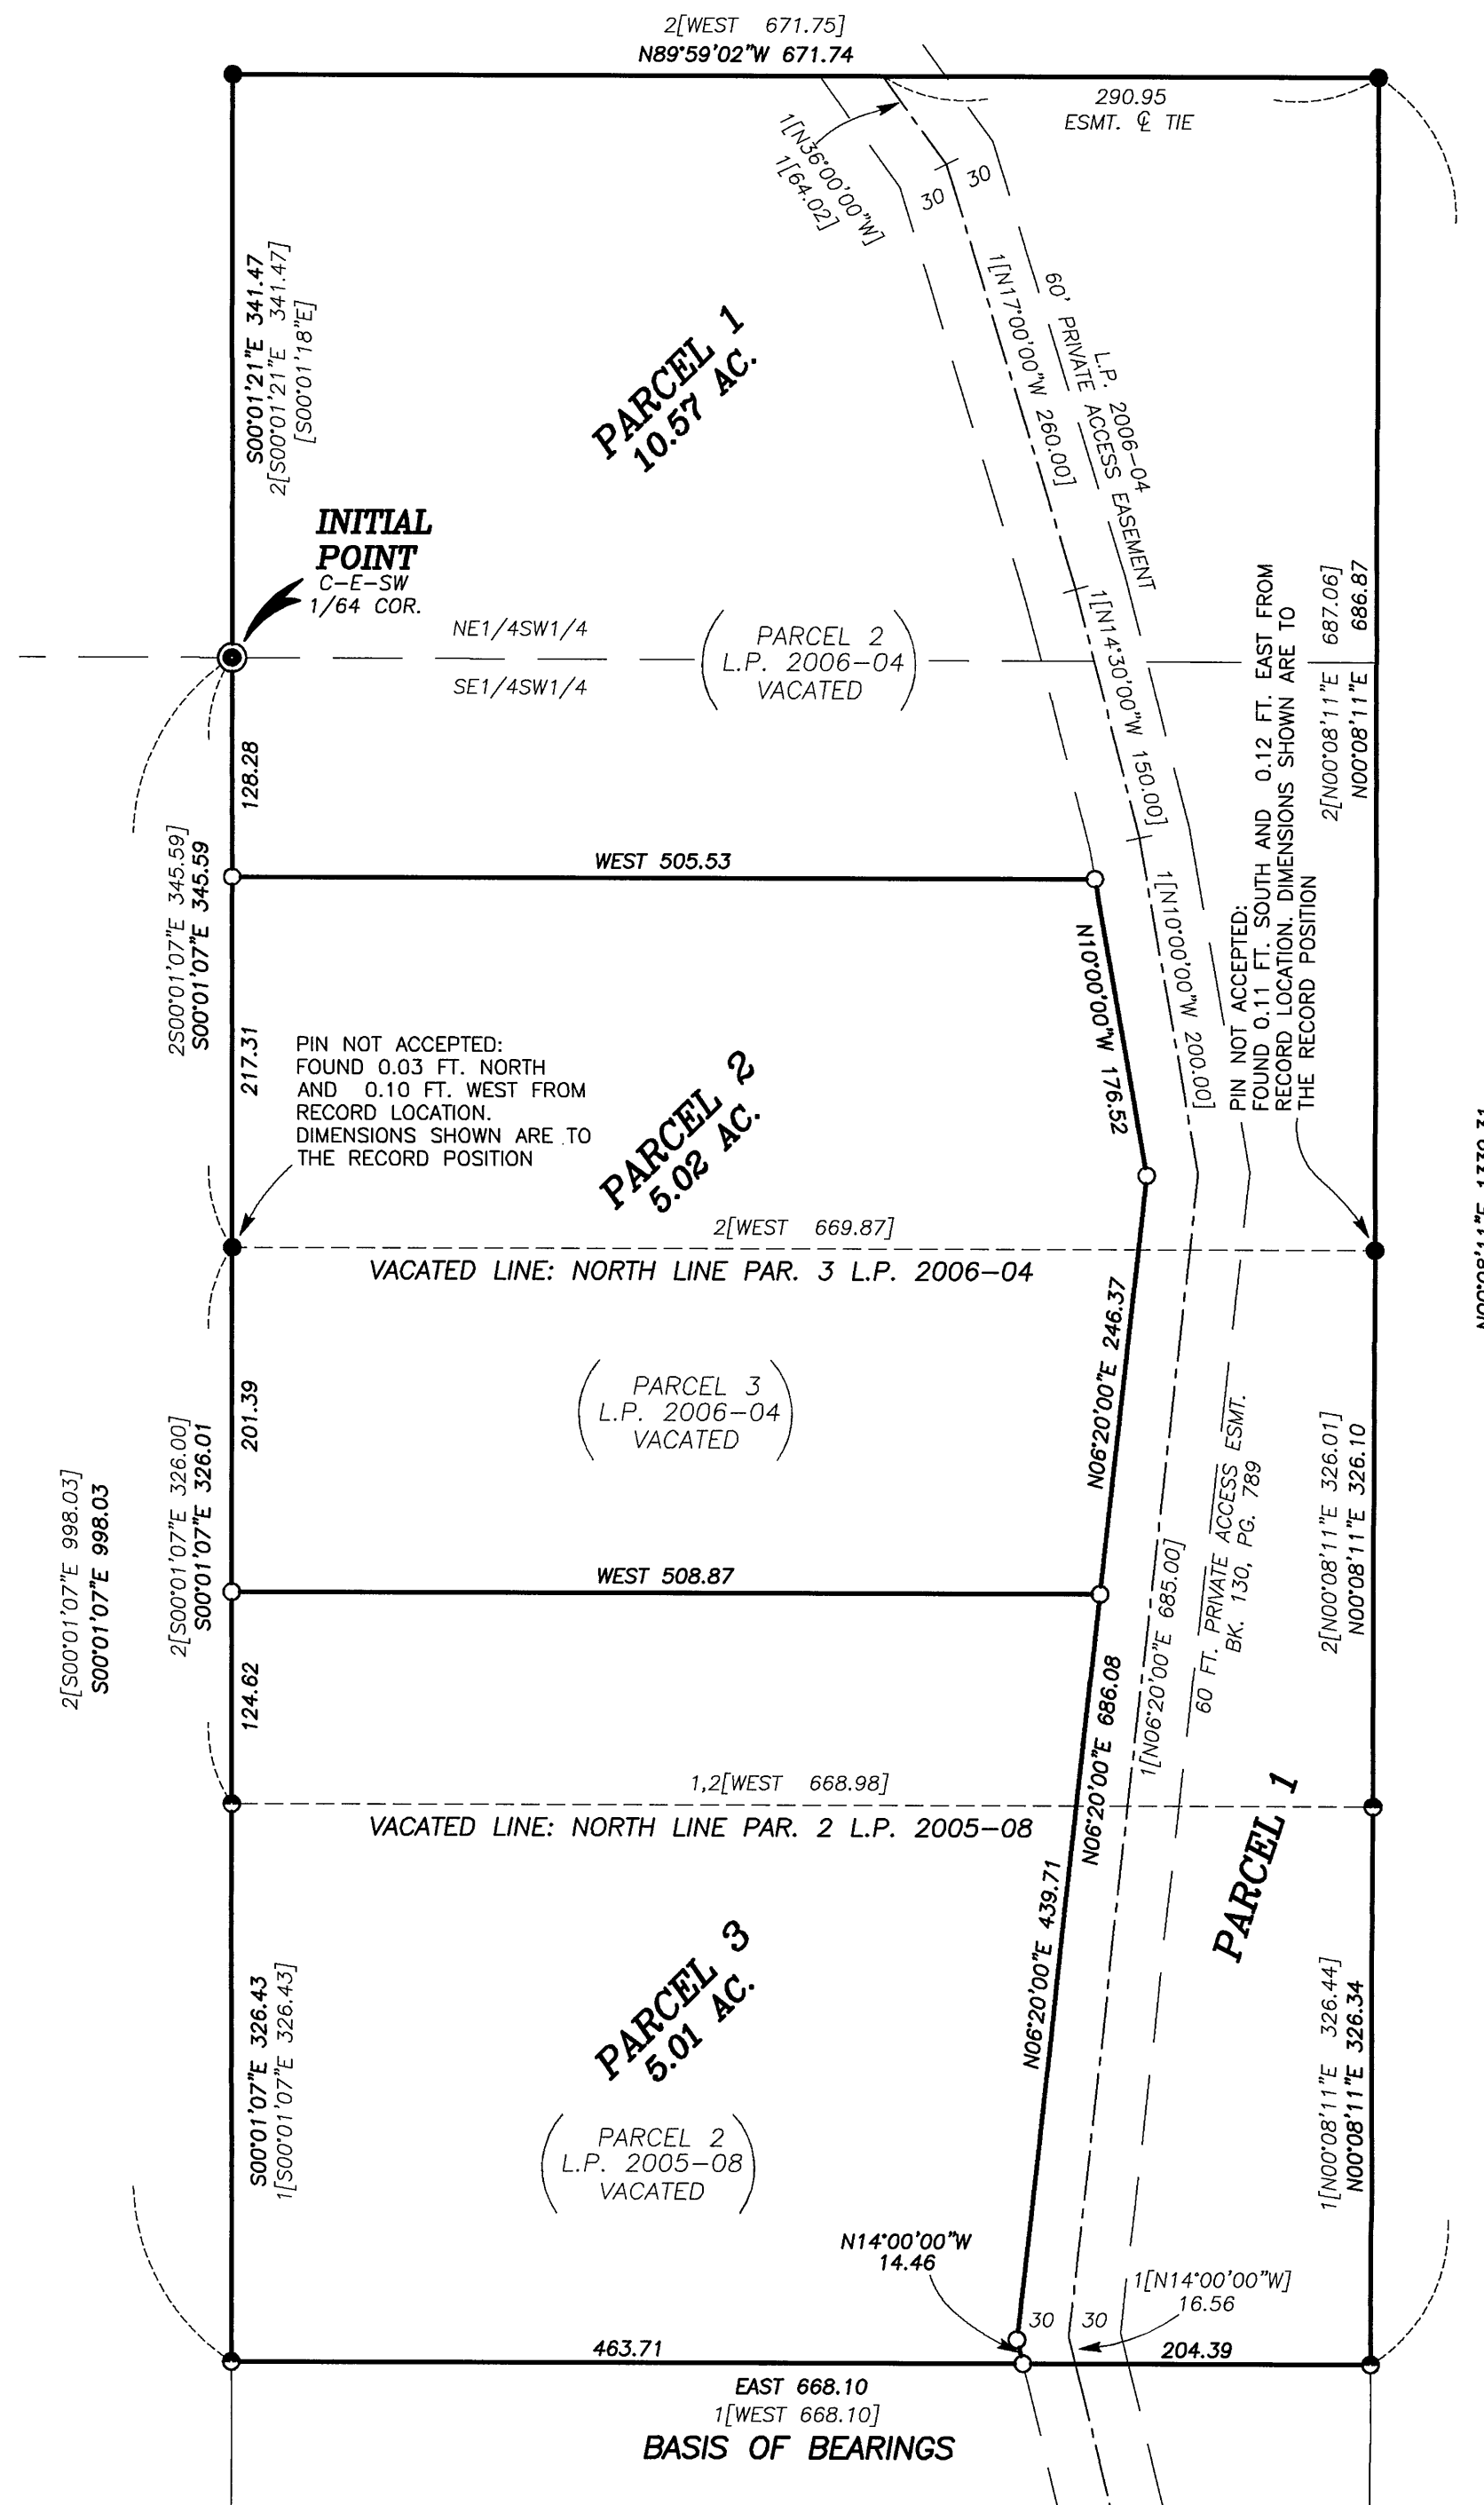 2[WEST 671.75]
N89°59'02"W 671.74
290.95
ESMT. ℄ TIE
1[N36°00'00"W]
1[64.02]
30
30
S00°01'21"E 341.47
2[S00°01'21"E 341.47]
[S00°01'18"E]
PARCEL 1
10.57 AC.
1[N17°00'00"W 260.00]
L.P. 2006-04
60' PRIVATE ACCESS EASEMENT
INITIAL
POINT
C-E-SW
1/64 COR.
NE1/4SW1/4
SE1/4SW1/4
PARCEL 2
L.P. 2006-04
VACATED
1[N14°30'00"W 150.00]
2[N00°08'11"E 687.06]
N00°08'11"E 686.87
128.28
WEST 505.53
2S00°01'07"E 345.59]
S00°01'07"E 345.59
217.31
N10°00'00"W 176.52
1[N10°00'00"W 200.00]
PIN NOT ACCEPTED:
FOUND 0.11 FT. SOUTH AND 0.12 FT. EAST FROM
RECORD LOCATION. DIMENSIONS SHOWN ARE TO
THE RECORD POSITION
PIN NOT ACCEPTED:
FOUND 0.03 FT. NORTH
AND 0.10 FT. WEST FROM
RECORD LOCATION.
DIMENSIONS SHOWN ARE TO
THE RECORD POSITION
PARCEL 2
5.02 AC.
N00°08'11"E 1339.31
2[WEST 669.87]
VACATED LINE: NORTH LINE PAR. 3 L.P. 2006-04
N06°20'00"E 246.37
PARCEL 3
L.P. 2006-04
VACATED
201.39
2[S00°01'07"E 326.00]
S00°01'07"E 326.01
2[S00°01'07"E 998.03]
S00°01'07"E 998.03
60 FT. PRIVATE ACCESS ESMT.
BK. 130, PG. 789
2[N00°08'11"E 326.01]
N00°08'11"E 326.10
WEST 508.87
1[N06°20'00"E 685.00]
124.62
N06°20'00"E 686.08
1,2[WEST 668.98]
VACATED LINE: NORTH LINE PAR. 2 L.P. 2005-08
PARCEL 1
N06°20'00"E 439.71
PARCEL 3
5.01 AC.
S00°01'07"E 326.43
1[S00°01'07"E 326.43]
1[N00°08'11"E 326.44]
N00°08'11"E 326.34
PARCEL 2
L.P. 2005-08
VACATED
N14°00'00"W
14.46
1[N14°00'00"W]
16.56
30
30
463.71
204.39
EAST 668.10
1[WEST 668.10]
BASIS OF BEARINGS